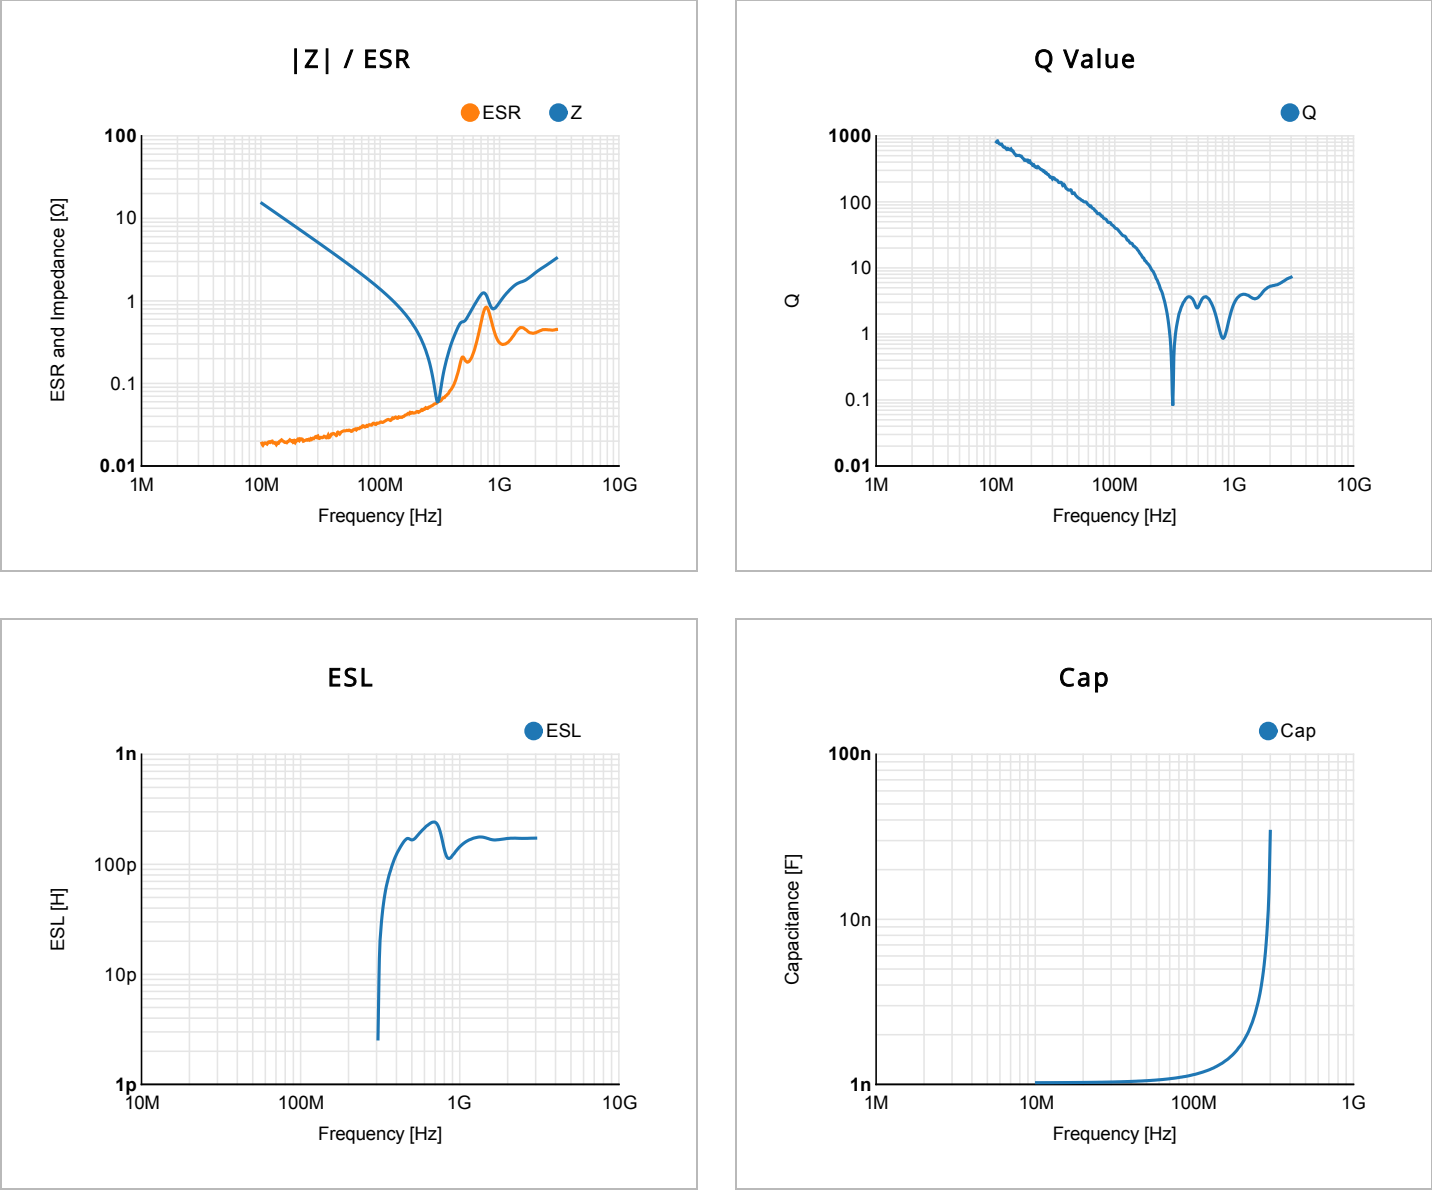 |Z| / ESR
ESR Z
100
10
1
0.1
0.01
ESR and Impedance [Ω]
1M 10M 100M 1G 10G
Frequency [Hz]
Q Value
Q
1000
100
10
1
0.1
0.01
Q
1M 10M 100M 1G 10G
Frequency [Hz]
ESL
ESL
1n
100p
10p
1p
ESL [H]
10M 100M 1G 10G
Frequency [Hz]
Cap
Cap
100n
10n
1n
Capacitance [F]
1M 10M 100M 1G
Frequency [Hz]